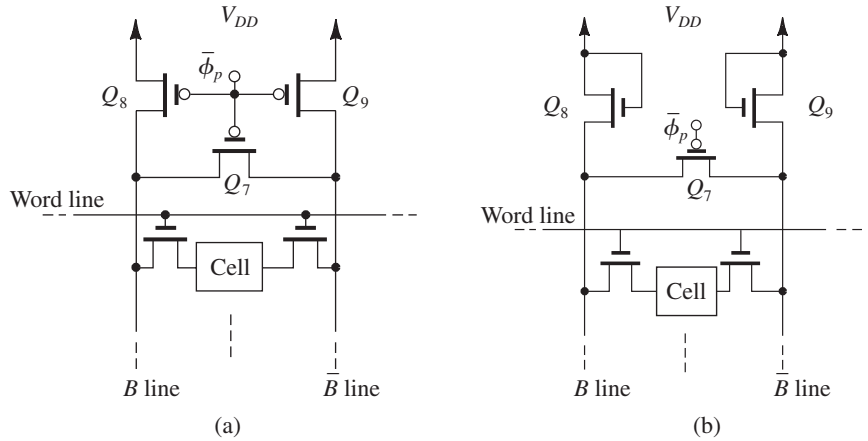 V_DD
φ̄_p
Q_8
Q_9
Q_7
Word line
Cell
B line
B̄ line
(a)
V_DD
Q_8
Q_9
φ̄_p
Q_7
Word line
Cell
B line
B̄ line
(b)